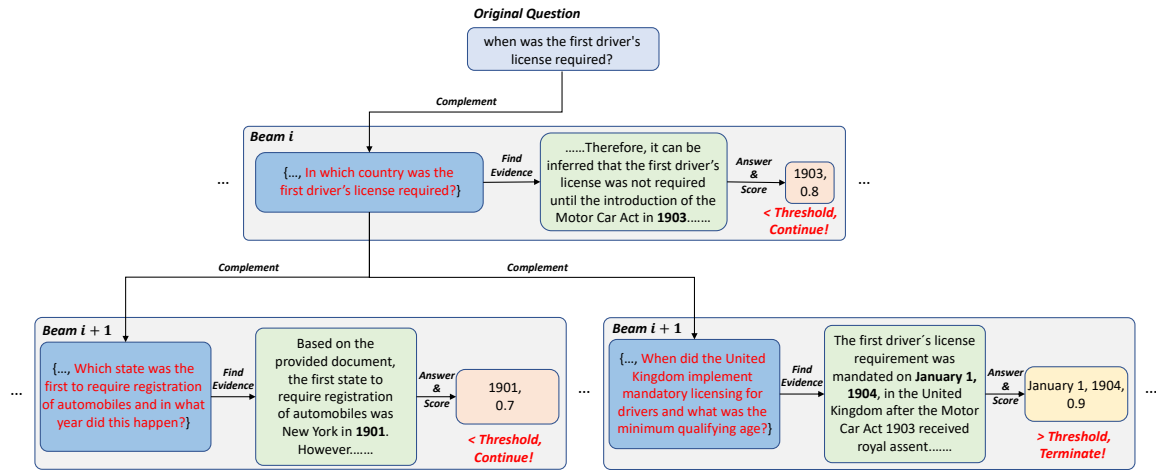 Original Question
when was the first driver's
license required?
Complement
Beam i
...
{..., In which country was the
first driver's license required?}
Find
Evidence
......Therefore, it can be
inferred that the first driver's
license was not required
until the introduction of the
Motor Car Act in 1903.......
Answer
&
Score
1903,
0.8
< Threshold,
Continue!
...
Complement
Complement
Beam i + 1
...
{..., Which state was the
first to require registration
of automobiles and in what
year did this happen?}
Find
Evidence
Based on the
provided document,
the first state to
require registration
of automobiles was
New York in 1901.
However.......
Answer
&
Score
1901,
0.7
< Threshold,
Continue!
...
Beam i + 1
{..., When did the United
Kingdom implement
mandatory licensing for
drivers and what was the
minimum qualifying age?}
Find
Evidence
The first driver´s license
requirement was
mandated on January 1,
1904, in the United
Kingdom after the Motor
Car Act 1903 received
royal assent.......
Answer
&
Score
January 1, 1904,
0.9
> Threshold,
Terminate!
...